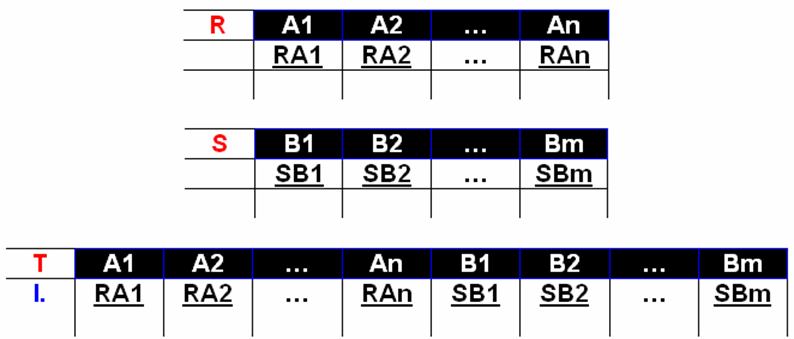 R A1 A2 ... An
RA1 RA2 ... RAn
S B1 B2 ... Bm
SB1 SB2 ... SBm
T A1 A2 ... An B1 B2 ... Bm
I. RA1 RA2 ... RAn SB1 SB2 ... SBm